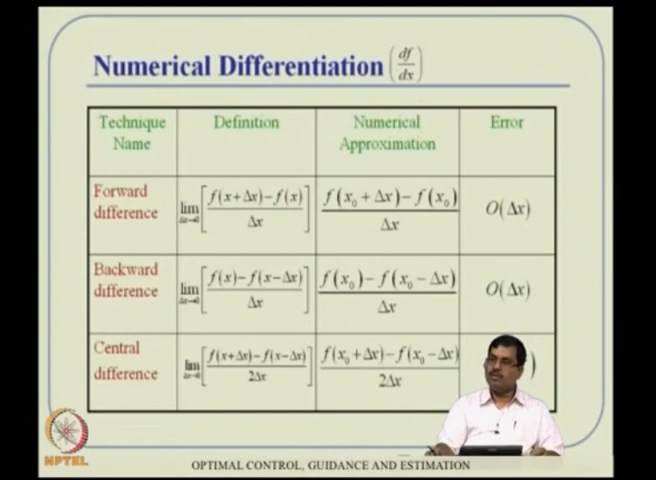 Numerical Differentiation (df/dx)
Technique Name
Definition
Numerical Approximation
Error
Forward difference
lim Δx→0 [f(x+Δx)−f(x) / Δx]
f(x₀+Δx)−f(x₀) / Δx
O(Δx)
Backward difference
lim Δx→0 [f(x)−f(x−Δx) / Δx]
f(x₀)−f(x₀−Δx) / Δx
O(Δx)
Central difference
lim Δx→0 [f(x+Δx)−f(x−Δx) / 2Δx]
f(x₀+Δx)−f(x₀−Δx) / 2Δx
NPTEL
OPTIMAL CONTROL, GUIDANCE AND ESTIMATION